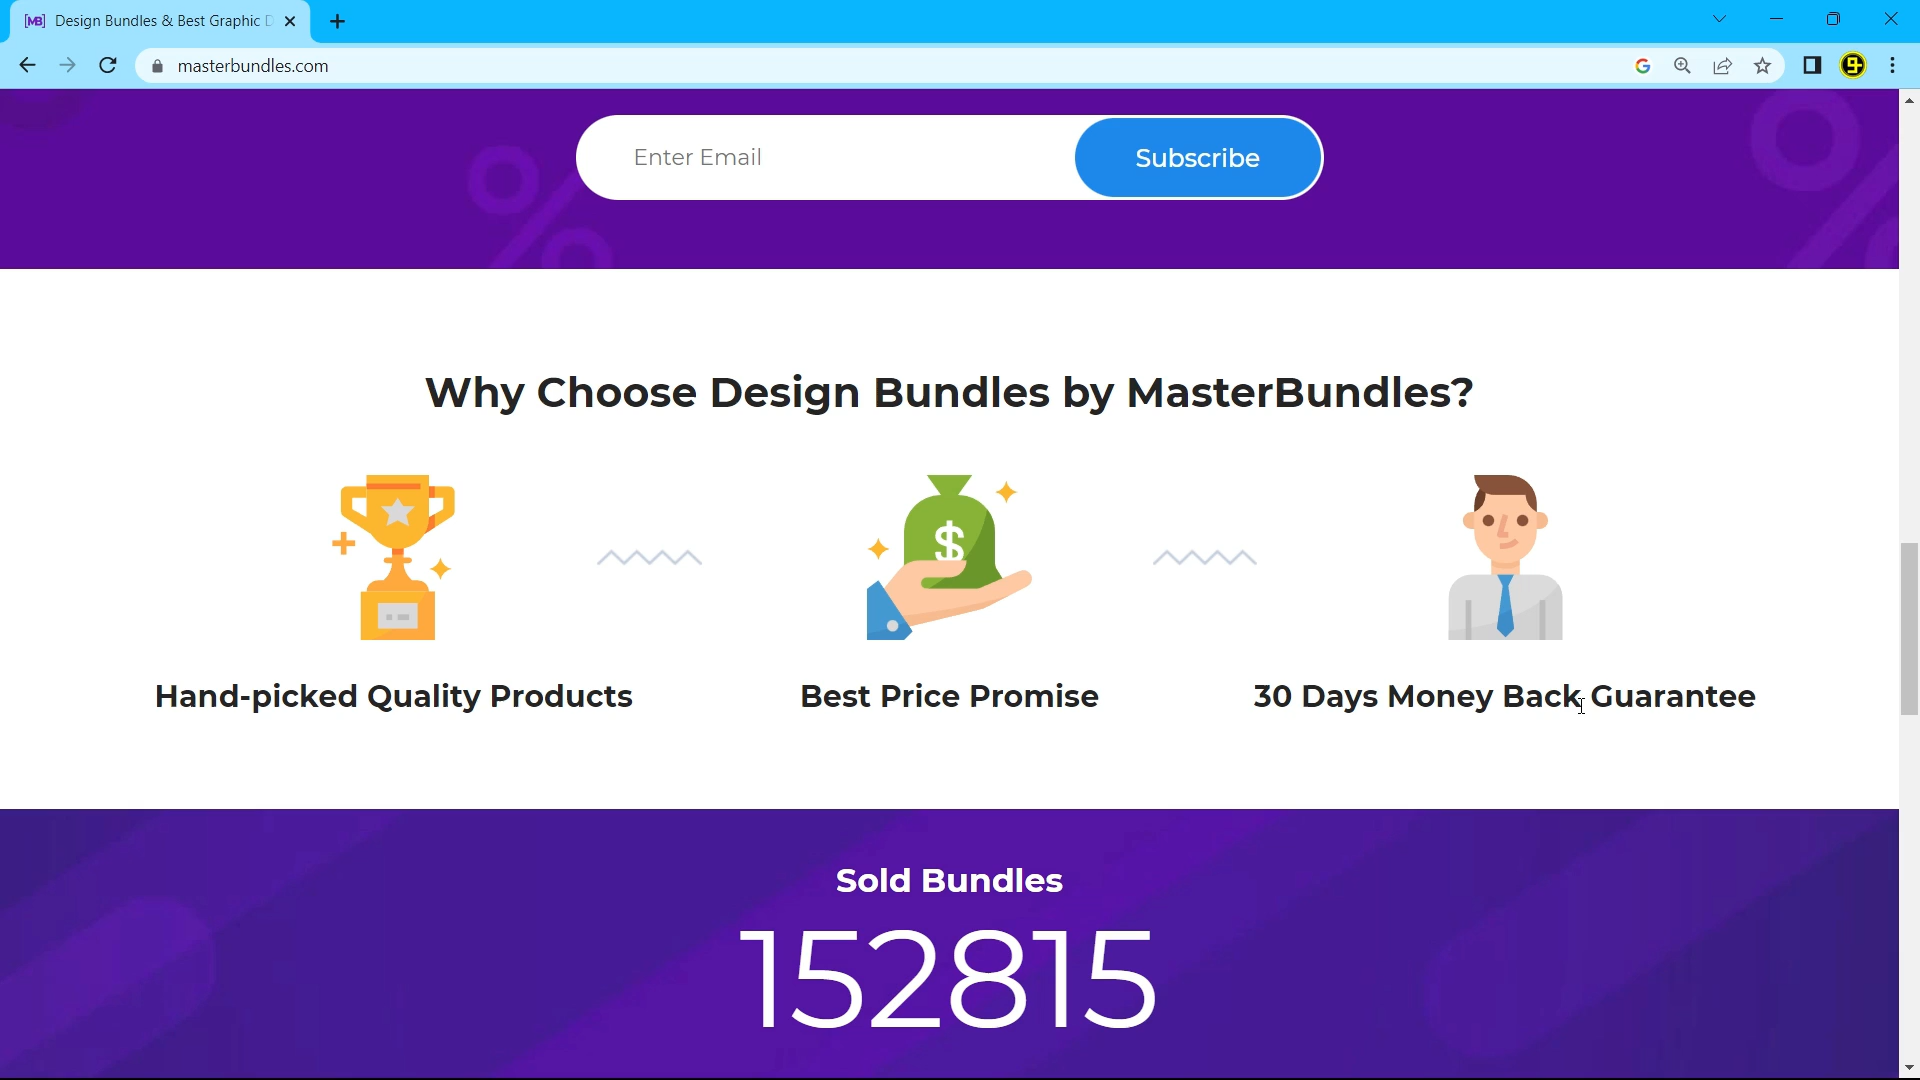 [MB] Design Bundles & Best Graphic D
masterbundles.com
Enter Email
Subscribe
Why Choose Design Bundles by MasterBundles?
$
Hand-picked Quality Products
Best Price Promise
30 Days Money Back Guarantee
Sold Bundles
152815